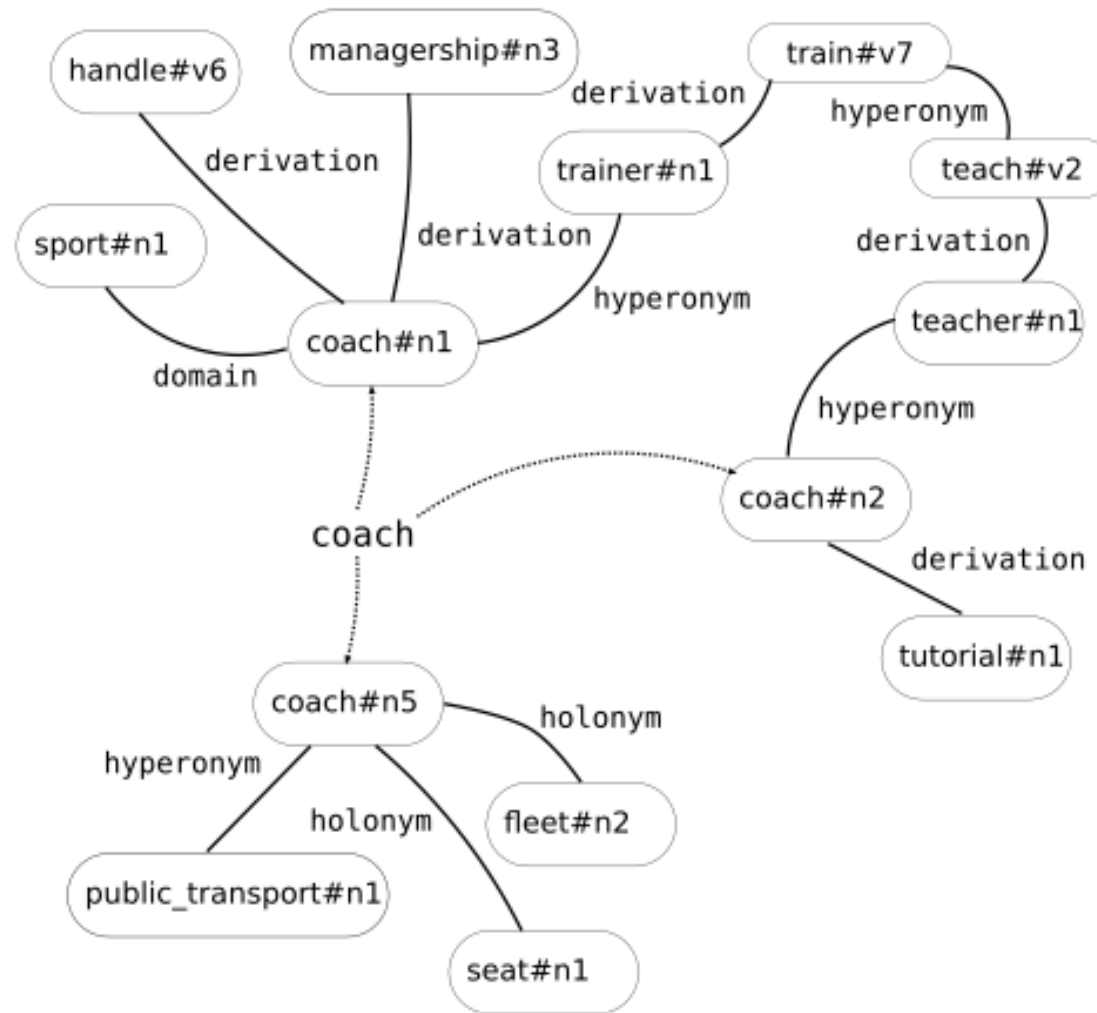 managership#n3
train#v7
handle#v6
derivation
hyperonym
derivation
trainer#n1
teach#v2
sport#n1
derivation
derivation
hyperonym
teacher#n1
coach#n1
domain
hyperonym
coach#n2
coach
derivation
tutorial#n1
coach#n5
holonym
hyperonym
holonym
fleet#n2
public_transport#n1
seat#n1